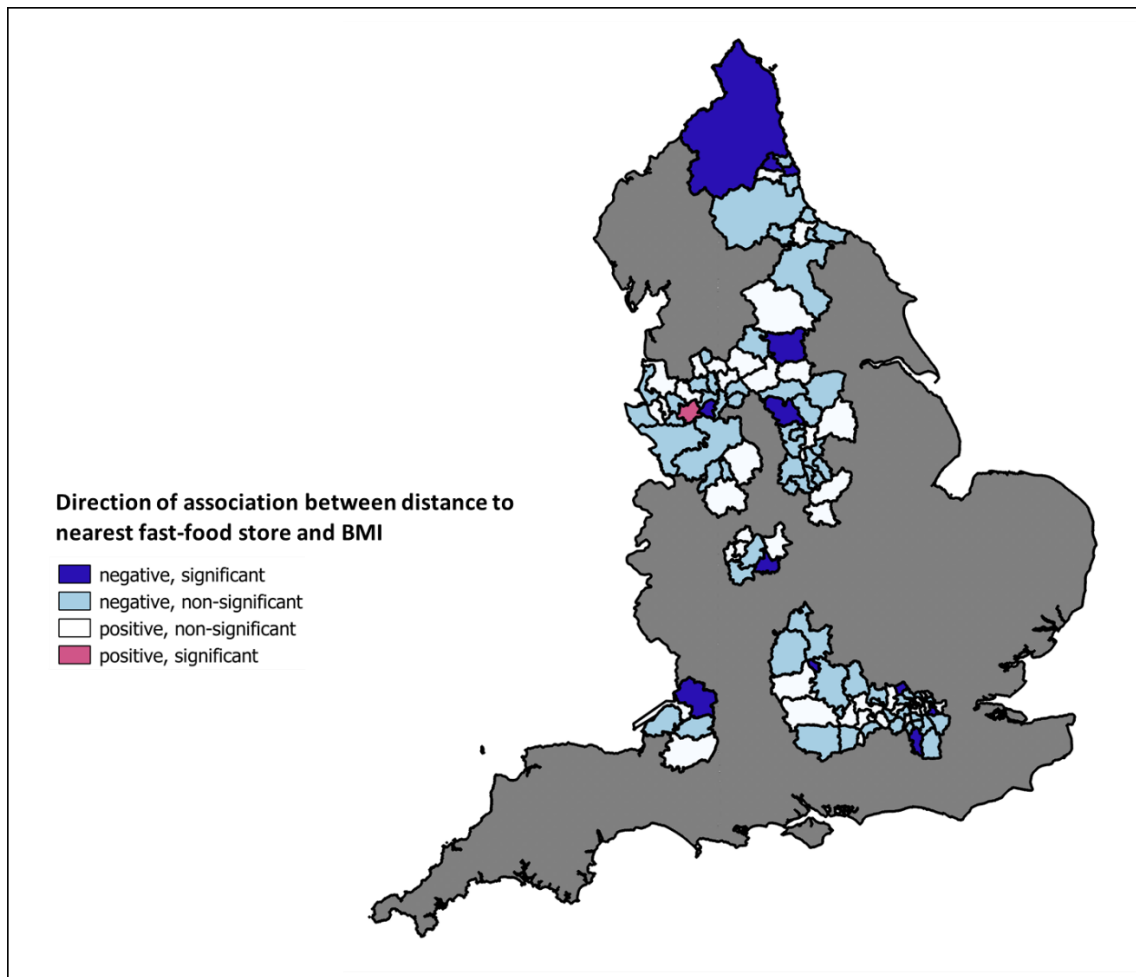 Direction of association between distance to
nearest fast-food store and BMI
negative, significant
negative, non-significant
positive, non-significant
positive, significant